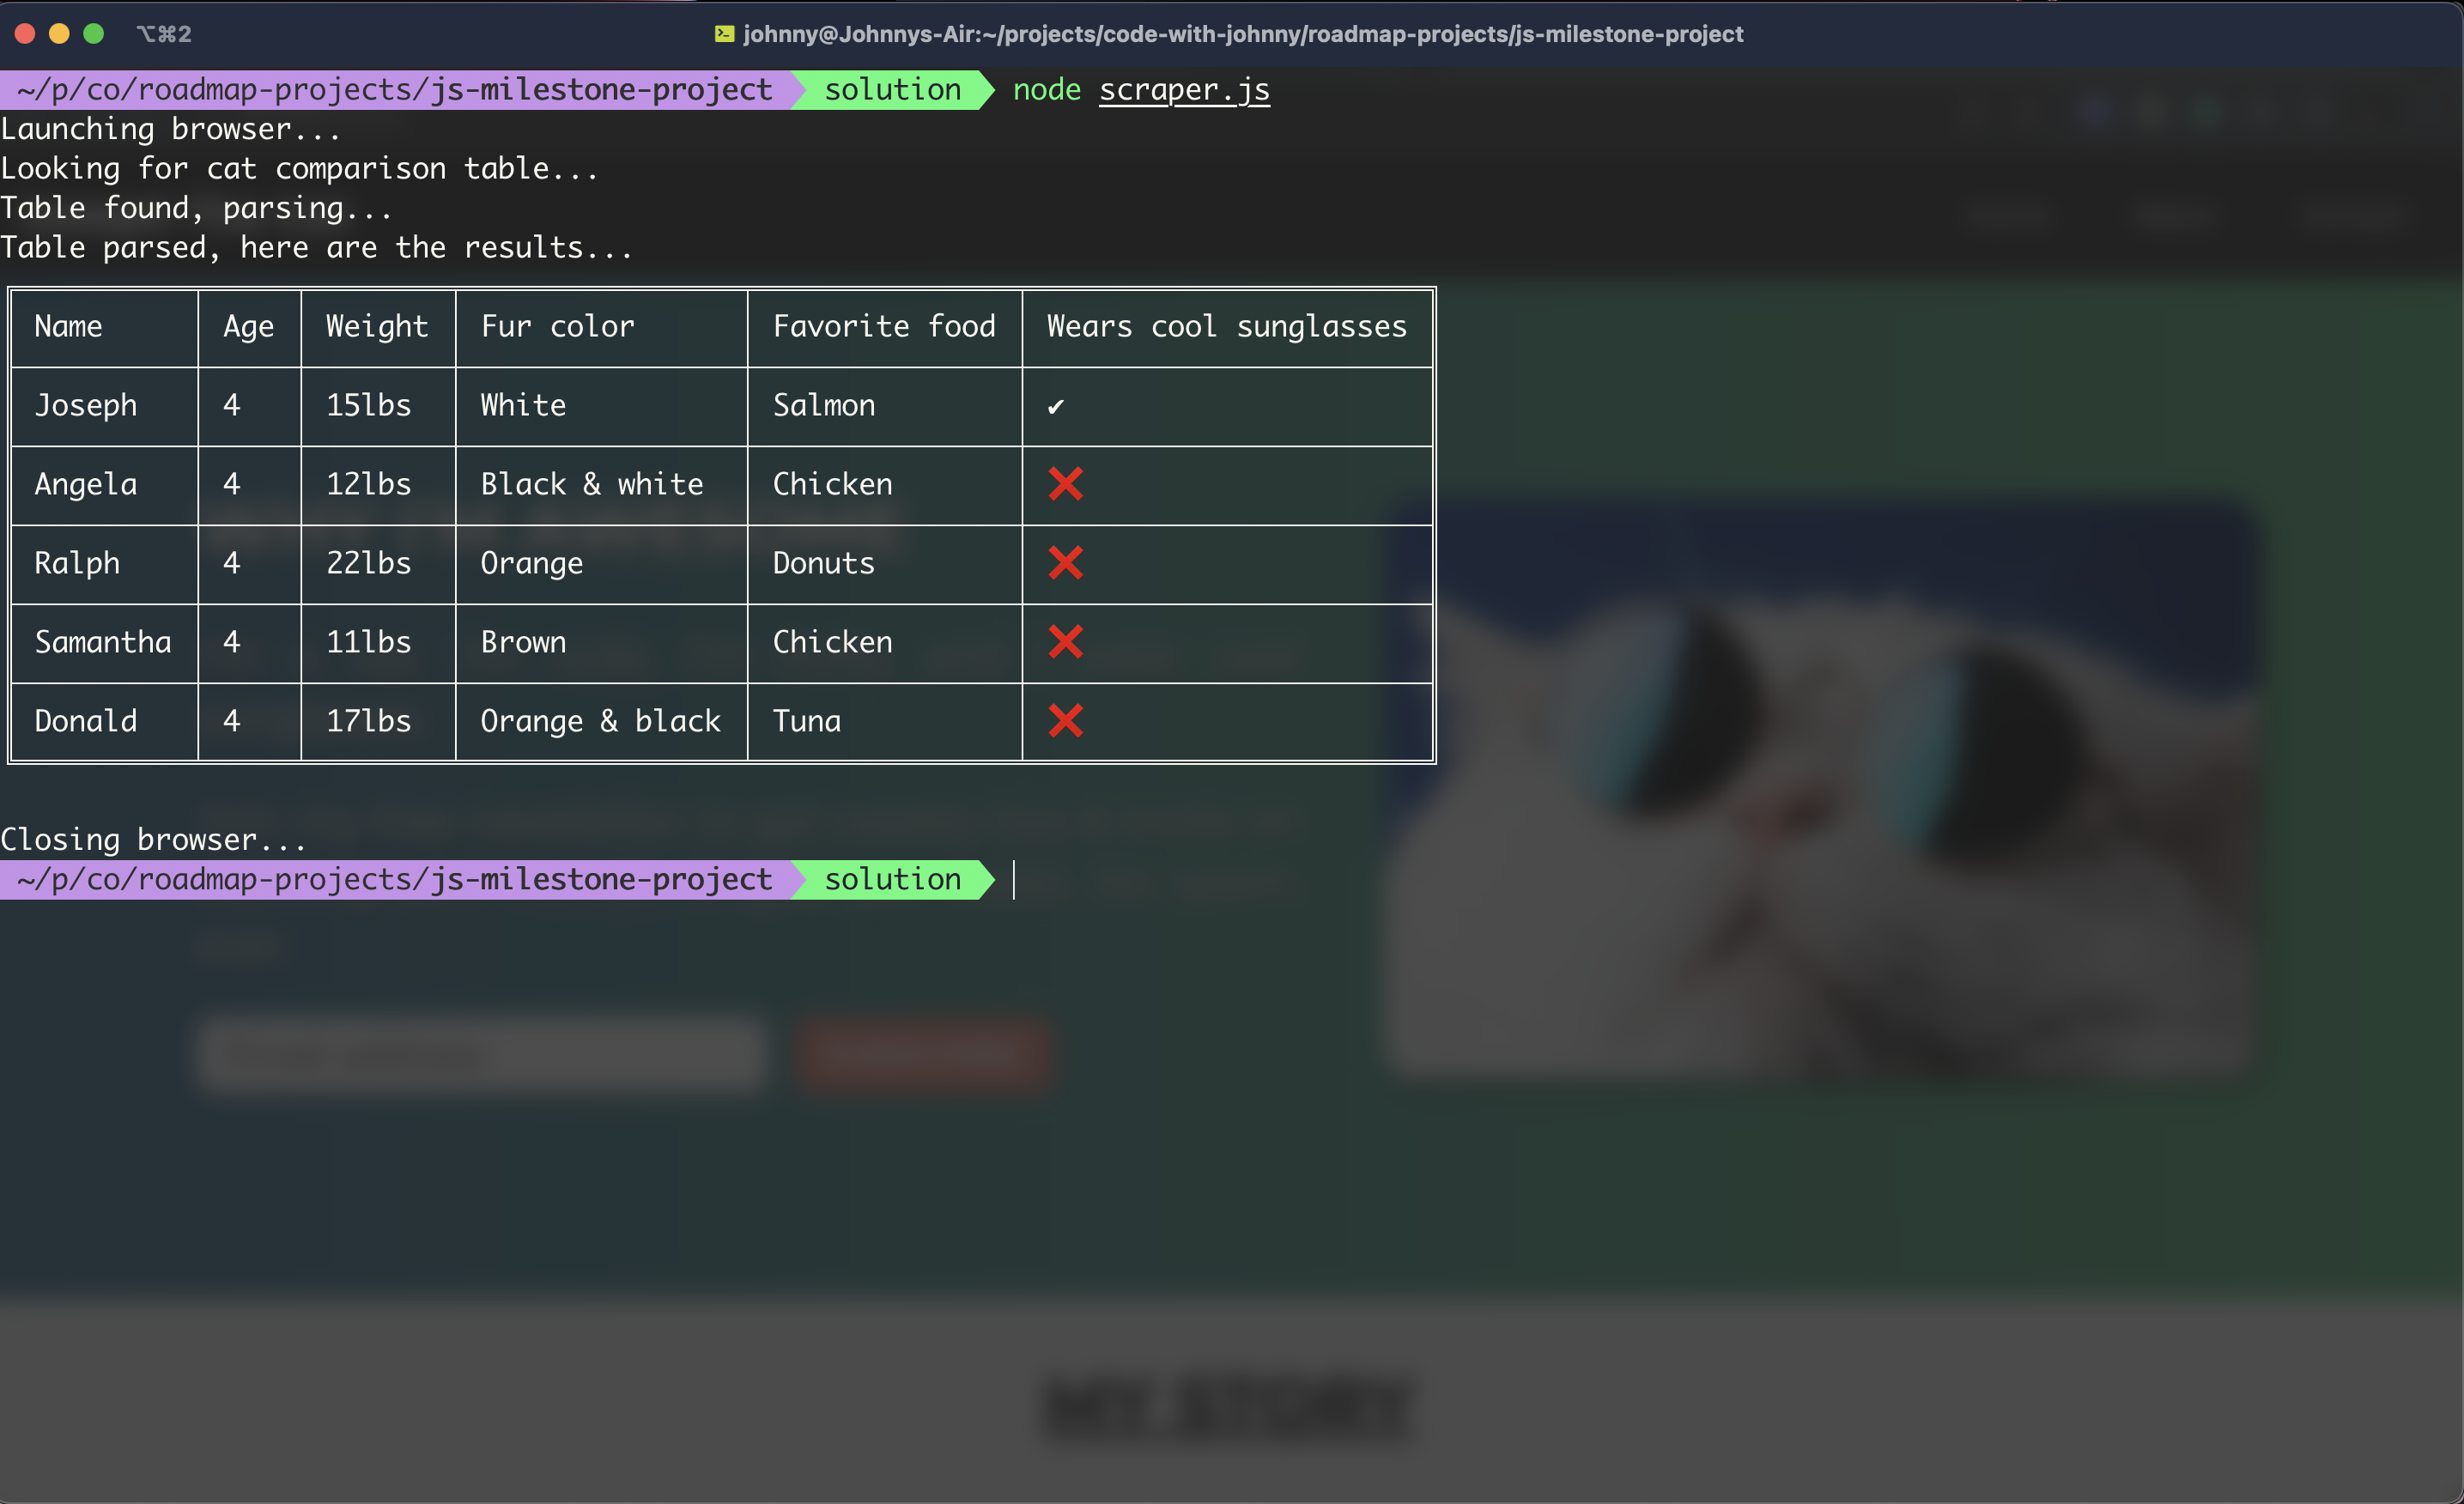 ⌥⌘2
johnny@Johnnys-Air:~/projects/code-with-johnny/roadmap-projects/js-milestone-project
~/p/co/roadmap-projects/js-milestone-project solution node scraper.js
Launching browser...
Looking for cat comparison table...
Table found, parsing...
Table parsed, here are the results...
Name Age Weight Fur color Favorite food Wears cool sunglasses
Joseph 4 15lbs White Salmon ✔
Angela 4 12lbs Black & white Chicken ❌
Ralph 4 22lbs Orange Donuts ❌
Samantha 4 11lbs Brown Chicken ❌
Donald 4 17lbs Orange & black Tuna ❌
Closing browser...
~/p/co/roadmap-projects/js-milestone-project solution
MY STORY